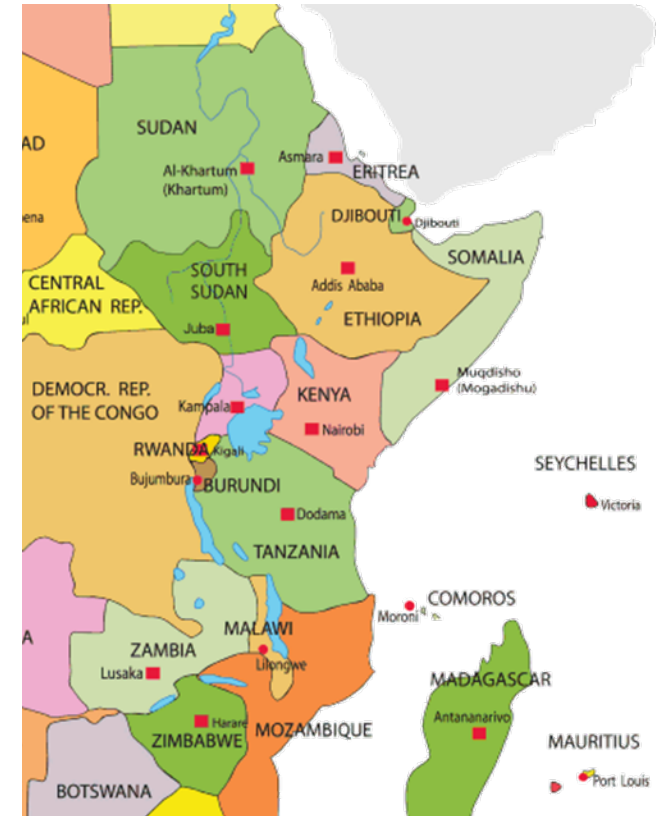 SUDAN
AD
Asmara
Al-Khartum
(Khartum)
ERITREA
ena
DJIBOUTI
Djibouti
SOMALIA
SOUTH
SUDAN
CENTRAL
AFRICAN REP.
Addis Ababa
ETHIOPIA
Juba
Muqdisho
(Mogadishu)
DEMOCR. REP.
OF THE CONGO
KENYA
Kampala
Nairobi
RWANDA
Kigali
SEYCHELLES
Bujumbura
BURUNDI
Victoria
Dodama
TANZANIA
COMOROS
Moroni
A
MALAWI
ZAMBIA
Lilongwe
Lusaka
MADAGASCAR
Antananarivo
Harare
MOZAMBIQUE
ZIMBABWE
MAURITIUS
Port Louis
BOTSWANA